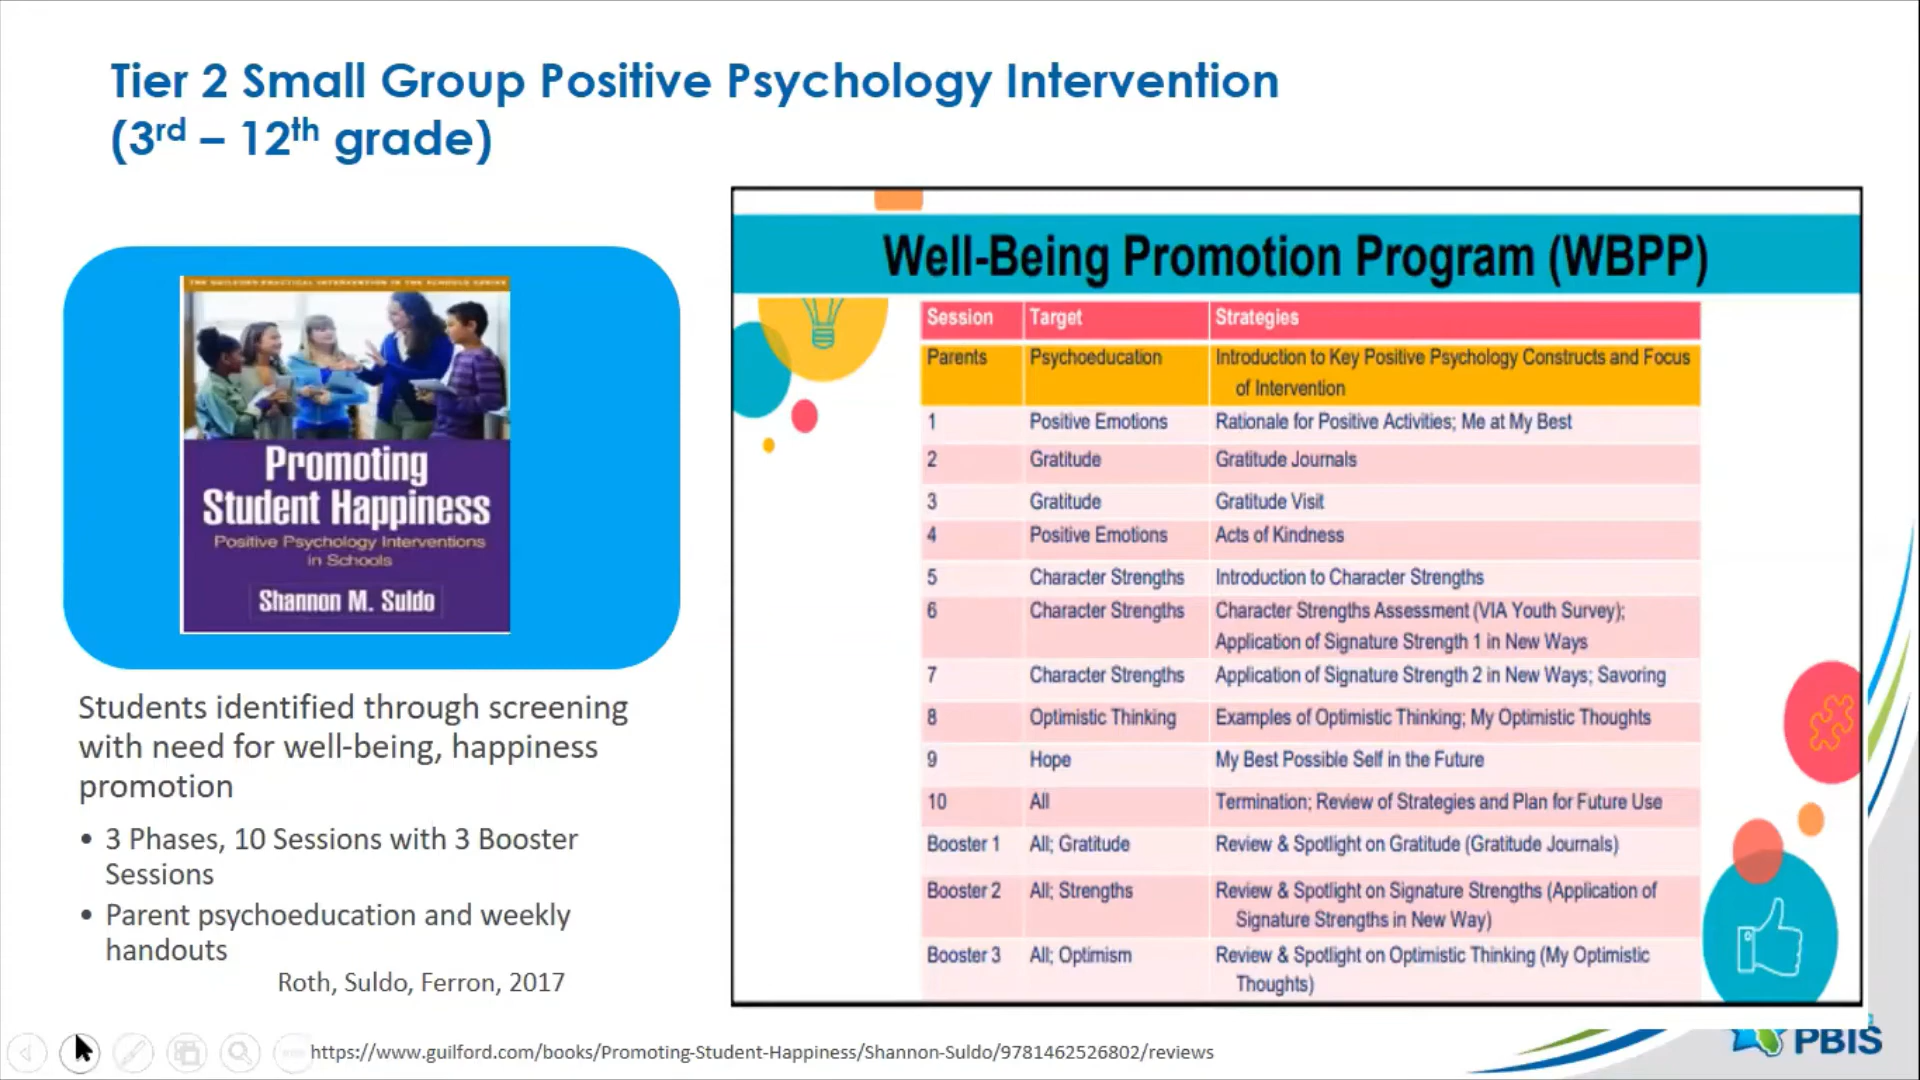 Tier 2 Small Group Positive Psychology Intervention
(3rd – 12th grade)
THE GUILFORD PRACTICAL INTERVENTION IN THE SCHOOLS SERIES
Promoting
Student Happiness
Positive Psychology Interventions
in Schools
Shannon M. Suldo
Students identified through screening
with need for well-being, happiness
promotion
• 3 Phases, 10 Sessions with 3 Booster
Sessions
• Parent psychoeducation and weekly
handouts
Roth, Suldo, Ferron, 2017
Well-Being Promotion Program (WBPP)
Session Target Strategies
Parents Psychoeducation Introduction to Key Positive Psychology Constructs and Focus
of Intervention
1 Positive Emotions Rationale for Positive Activities; Me at My Best
2 Gratitude Gratitude Journals
3 Gratitude Gratitude Visit
4 Positive Emotions Acts of Kindness
5 Character Strengths Introduction to Character Strengths
6 Character Strengths Character Strengths Assessment (VIA Youth Survey);
Application of Signature Strength 1 in New Ways
7 Character Strengths Application of Signature Strength 2 in New Ways; Savoring
8 Optimistic Thinking Examples of Optimistic Thinking; My Optimistic Thoughts
9 Hope My Best Possible Self in the Future
10 All Termination; Review of Strategies and Plan for Future Use
Booster 1 All; Gratitude Review & Spotlight on Gratitude (Gratitude Journals)
Booster 2 All; Strengths Review & Spotlight on Signature Strengths (Application of
Signature Strengths in New Way)
Booster 3 All; Optimism Review & Spotlight on Optimistic Thinking (My Optimistic
Thoughts)
https://www.guilford.com/books/Promoting-Student-Happiness/Shannon-Suldo/9781462526802/reviews
PBIS